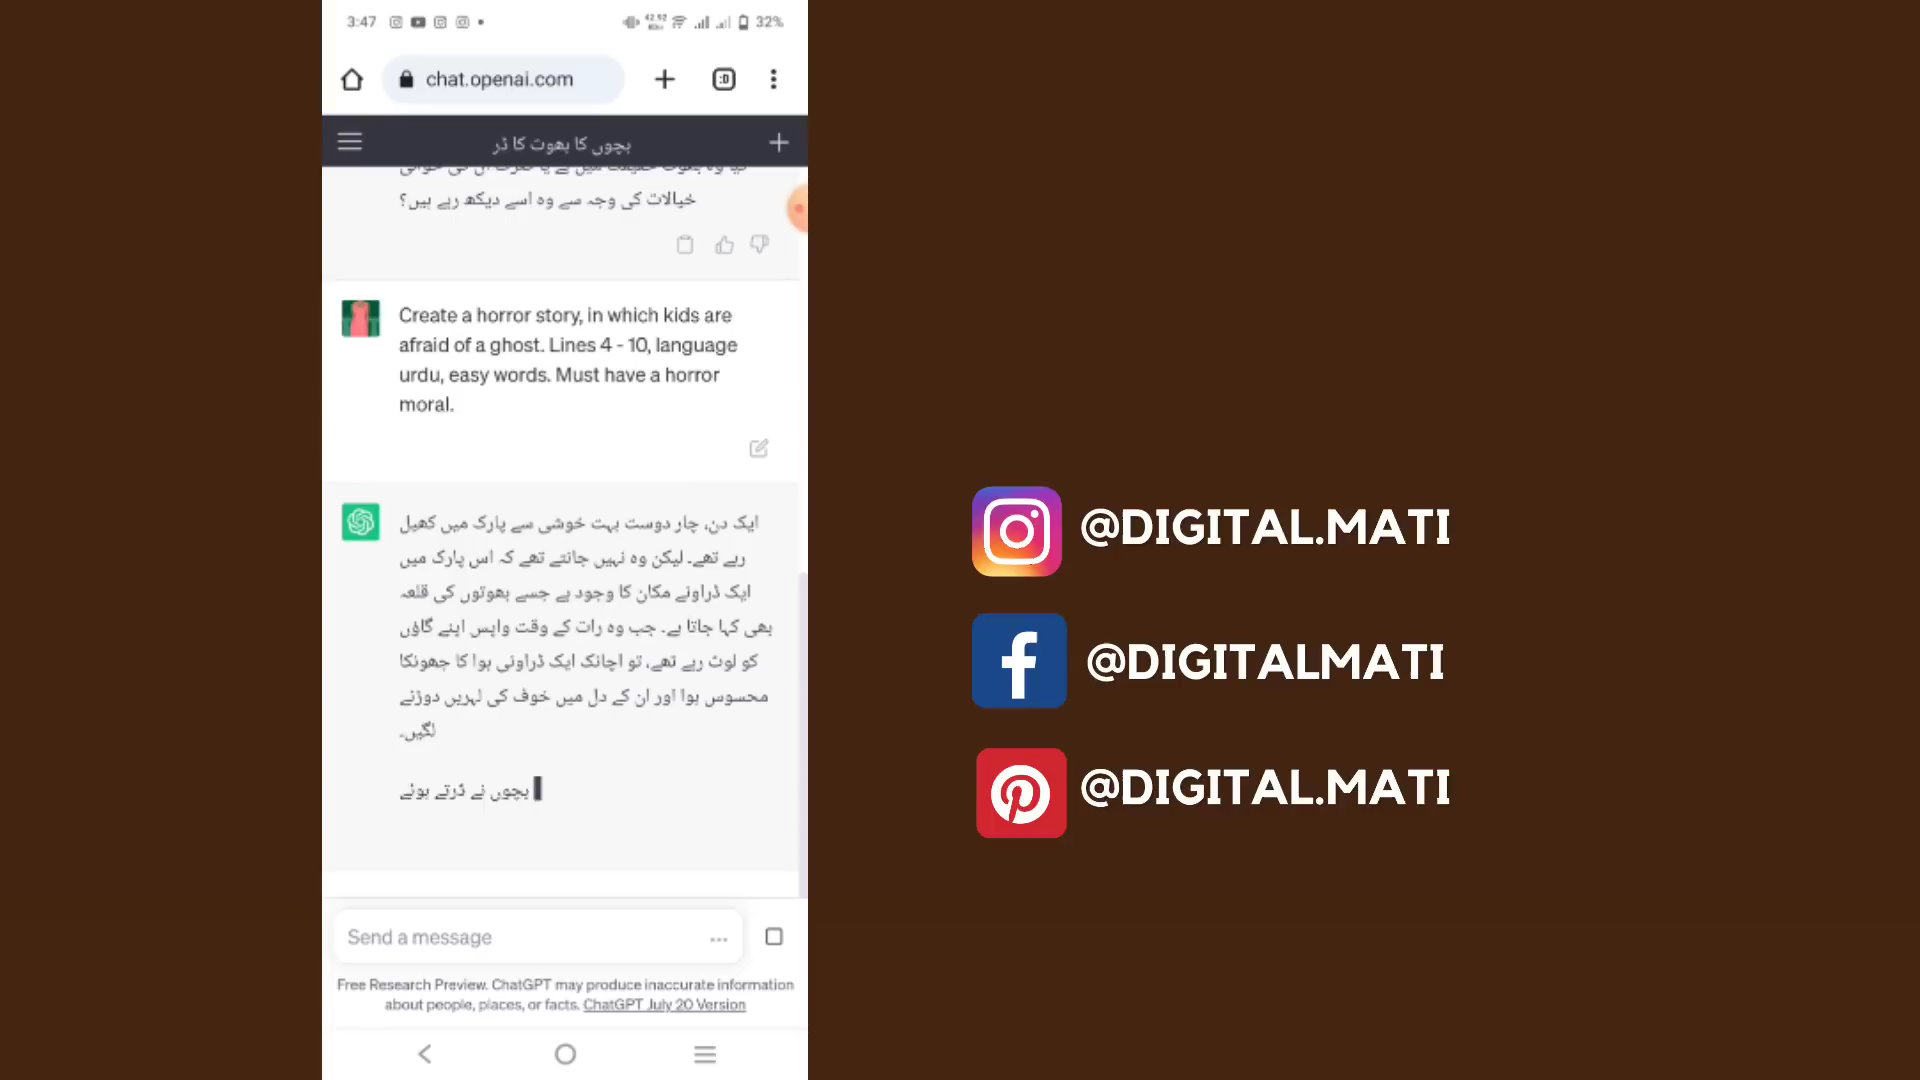 3:47
42.92
32%
chat.openai.com
:D
بچوں کا بھوت کا ڈر
خیالات کی وجہ سے وہ اسے دیکھ رہے ہیں؟
Create a horror story, in which kids are
afraid of a ghost. Lines 4 - 10, language
urdu, easy words. Must have a horror
moral.
ایک دن، چار دوست بہت خوشی سے پارک میں کھیل
رہے تھے۔ لیکن وہ نہیں جانتے تھے کہ اس پارک میں
ایک ڈراونے مکان کا وجود ہے جسے بھوتوں کی قلعہ
بھی کہا جاتا ہے۔ جب وہ رات کے وقت واپس اپنے گاؤں
کو لوٹ رہے تھے، تو اچانک ایک ڈراونی ہوا کا جھونکا
محسوس ہوا اور ان کے دل میں خوف کی لہریں دوڑنے
لگیں۔
بچوں نے ڈرتے ہوئے
Send a message
Free Research Preview. ChatGPT may produce inaccurate information
about people, places, or facts. ChatGPT July 20 Version
@DIGITAL.MATI
@DIGITALMATI
@DIGITAL.MATI